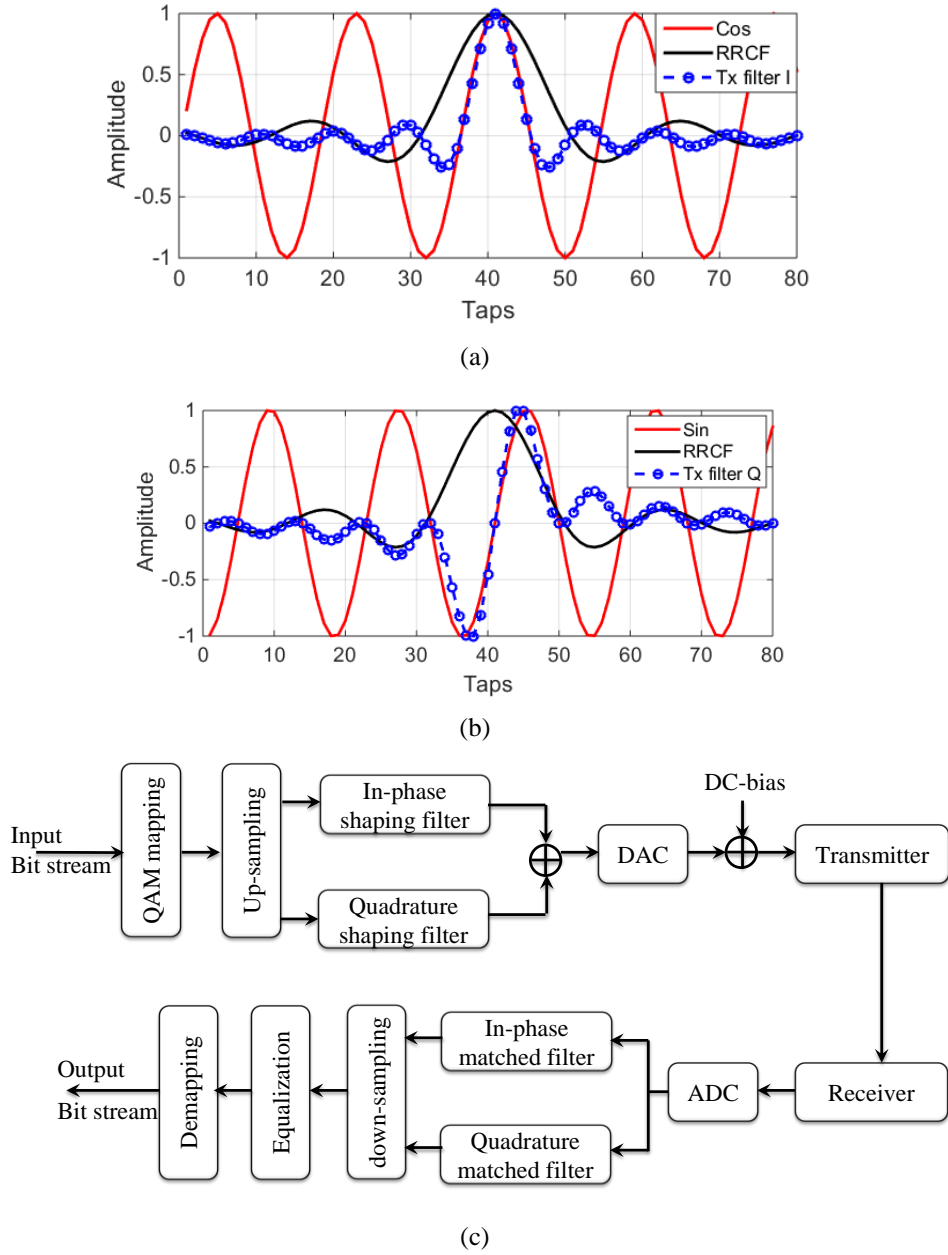 1
0.5
0
-0.5
-1
Amplitude
0 10 20 30 40 50 60 70 80
Taps
Cos
RRCF
Tx filter I
(a)
1
0.5
0
-0.5
-1
Amplitude
0 10 20 30 40 50 60 70 80
Taps
Sin
RRCF
Tx filter Q
(b)
Input
Bit stream
QAM mapping
Up-sampling
In-phase
shaping filter
Quadrature
shaping filter
DAC
DC-bias
Transmitter
Receiver
ADC
In-phase
matched filter
Quadrature
matched filter
down-sampling
Equalization
Demapping
Output
Bit stream
(c)